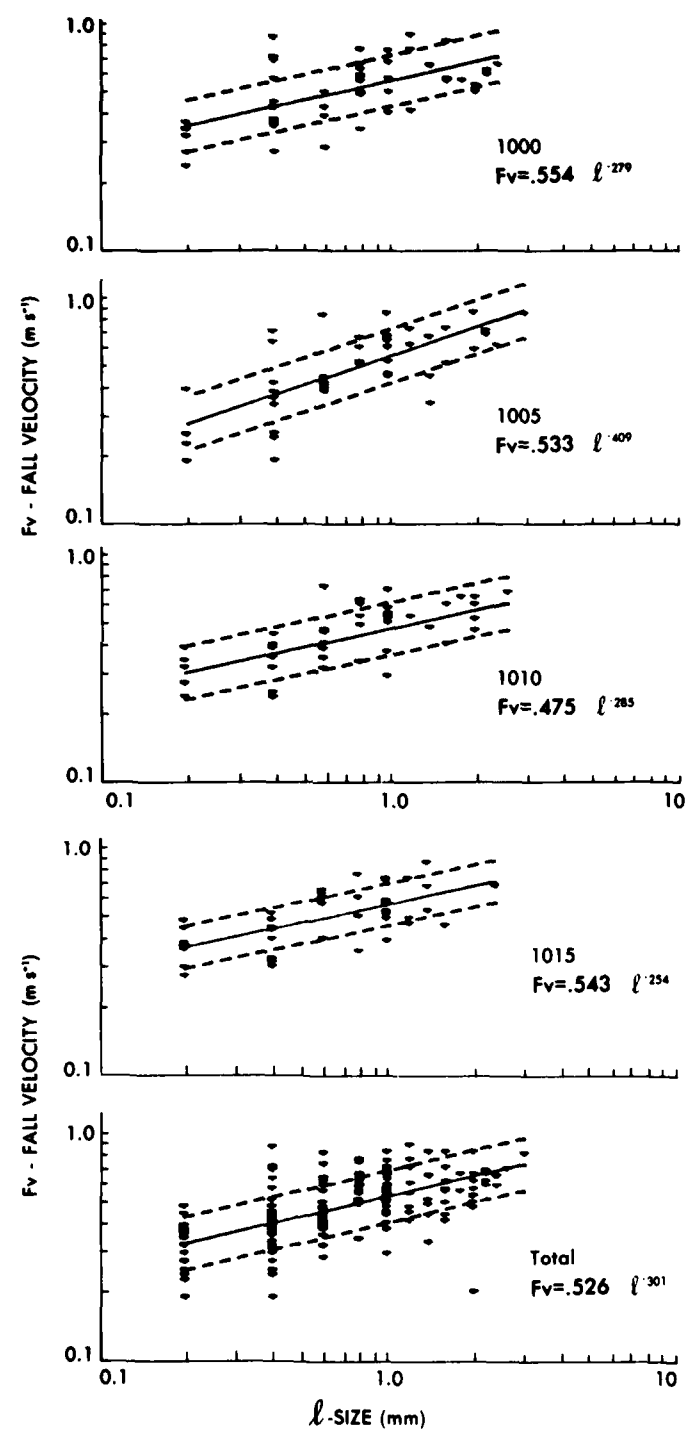 1.0
1000
Fv=.554 ℓ^.279
0.1
Fv - FALL VELOCITY (m s⁻¹)
1.0
1005
Fv=.533 ℓ^.409
0.1
1.0
1010
Fv=.475 ℓ^.285
0.1
0.1 1.0 10
Fv - FALL VELOCITY (m s⁻¹)
1.0
1015
Fv=.543 ℓ^.254
0.1
1.0
Total
Fv=.526 ℓ^.301
0.1
0.1 1.0 10
ℓ-SIZE (mm)